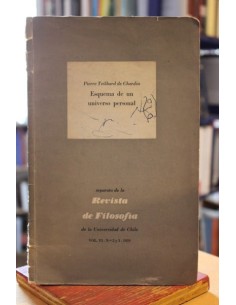 Pierre Teilhard de Chardin
Esquema de un
universo personal
separata de la
Revista
de Filosofía
de la Universidad de Chile